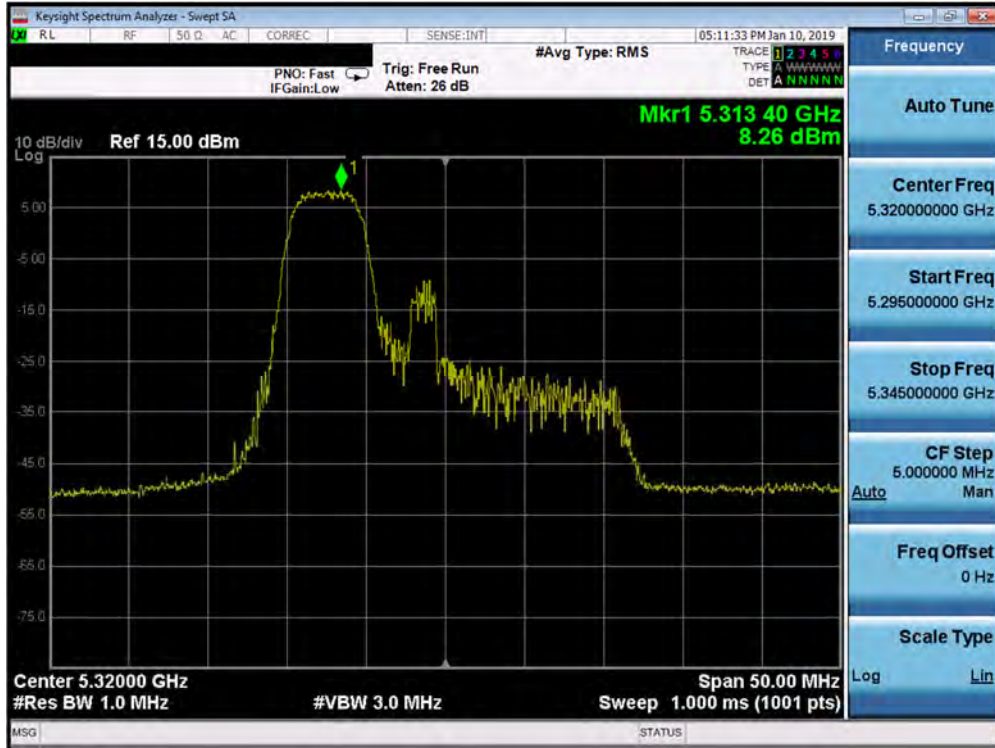 Keysight Spectrum Analyzer - Swept SA
LXI RL RF 50 Ω AC CORREC SENSE:INT 05:11:33 PM Jan 10, 2019
#Avg Type: RMS
TRACE 1 2 3 4 5 6
PNO: Fast Trig: Free Run
TYPE A WWWWW
IFGain:Low Atten: 26 dB
DET A N N N N N
Mkr1 5.313 40 GHz
8.26 dBm
10 dB/div Ref 15.00 dBm
Log
1
5.00
-5.00
-15.0
-25.0
-35.0
-45.0
-55.0
-65.0
-75.0
Center 5.32000 GHz Span 50.00 MHz
#Res BW 1.0 MHz #VBW 3.0 MHz Sweep 1.000 ms (1001 pts)
MSG STATUS
Frequency
Auto Tune
Center Freq
5.320000000 GHz
Start Freq
5.295000000 GHz
Stop Freq
5.345000000 GHz
CF Step
5.000000 MHz
Auto Man
Freq Offset
0 Hz
Scale Type
Log Lin